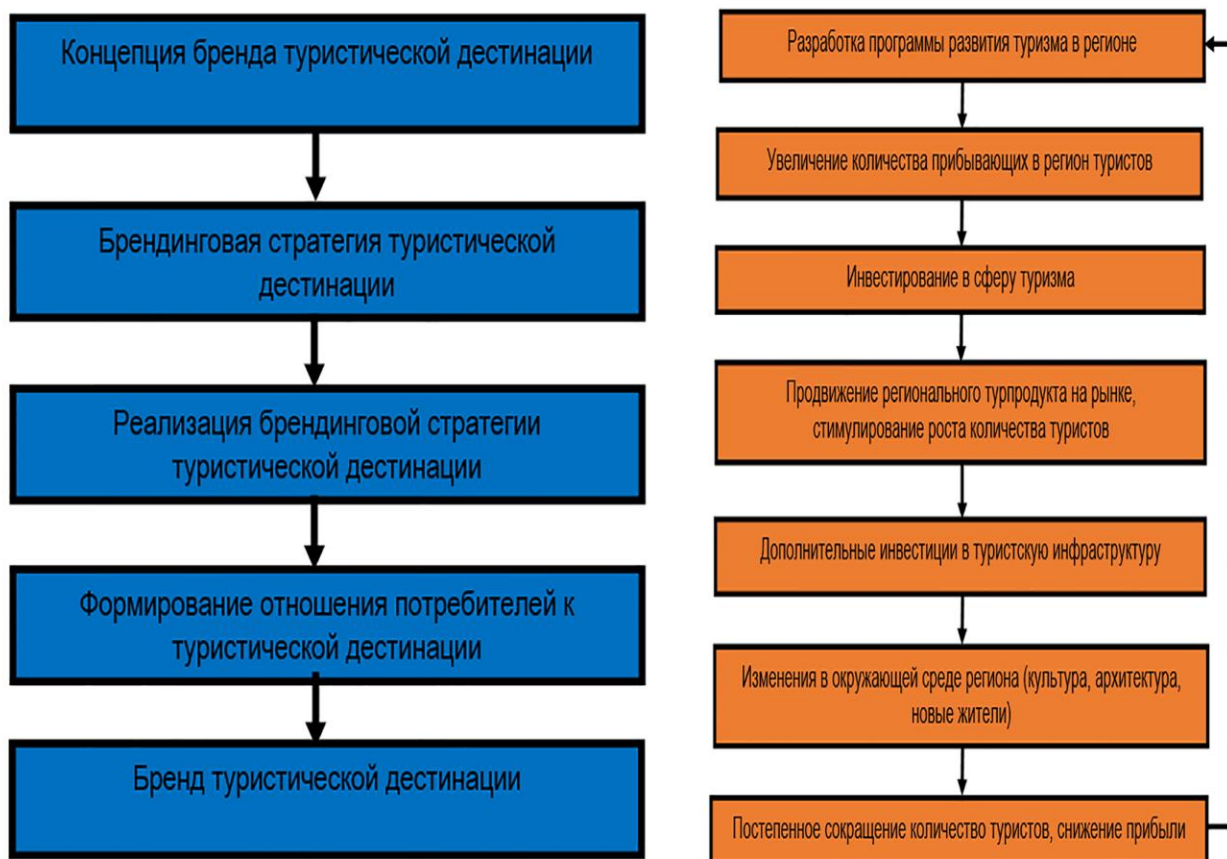 Концепция бренда туристической дестинации
Брендинговая стратегия туристической
дестинации
Реализация брендинговой стратегии
туристической дестинации
Формирование отношения потребителей к
туристической дестинации
Бренд туристической дестинации
Разработка программы развития туризма в регионе
Увеличение количества прибывающих в регион туристов
Инвестирование в сферу туризма
Продвижение регионального турпродукта на рынке,
стимулирование роста количества туристов
Дополнительные инвестиции в туристскую инфраструктуру
Изменения в окружающей среде региона (культура, архитектура,
новые жители)
Постепенное сокращение количество туристов, снижение прибыли